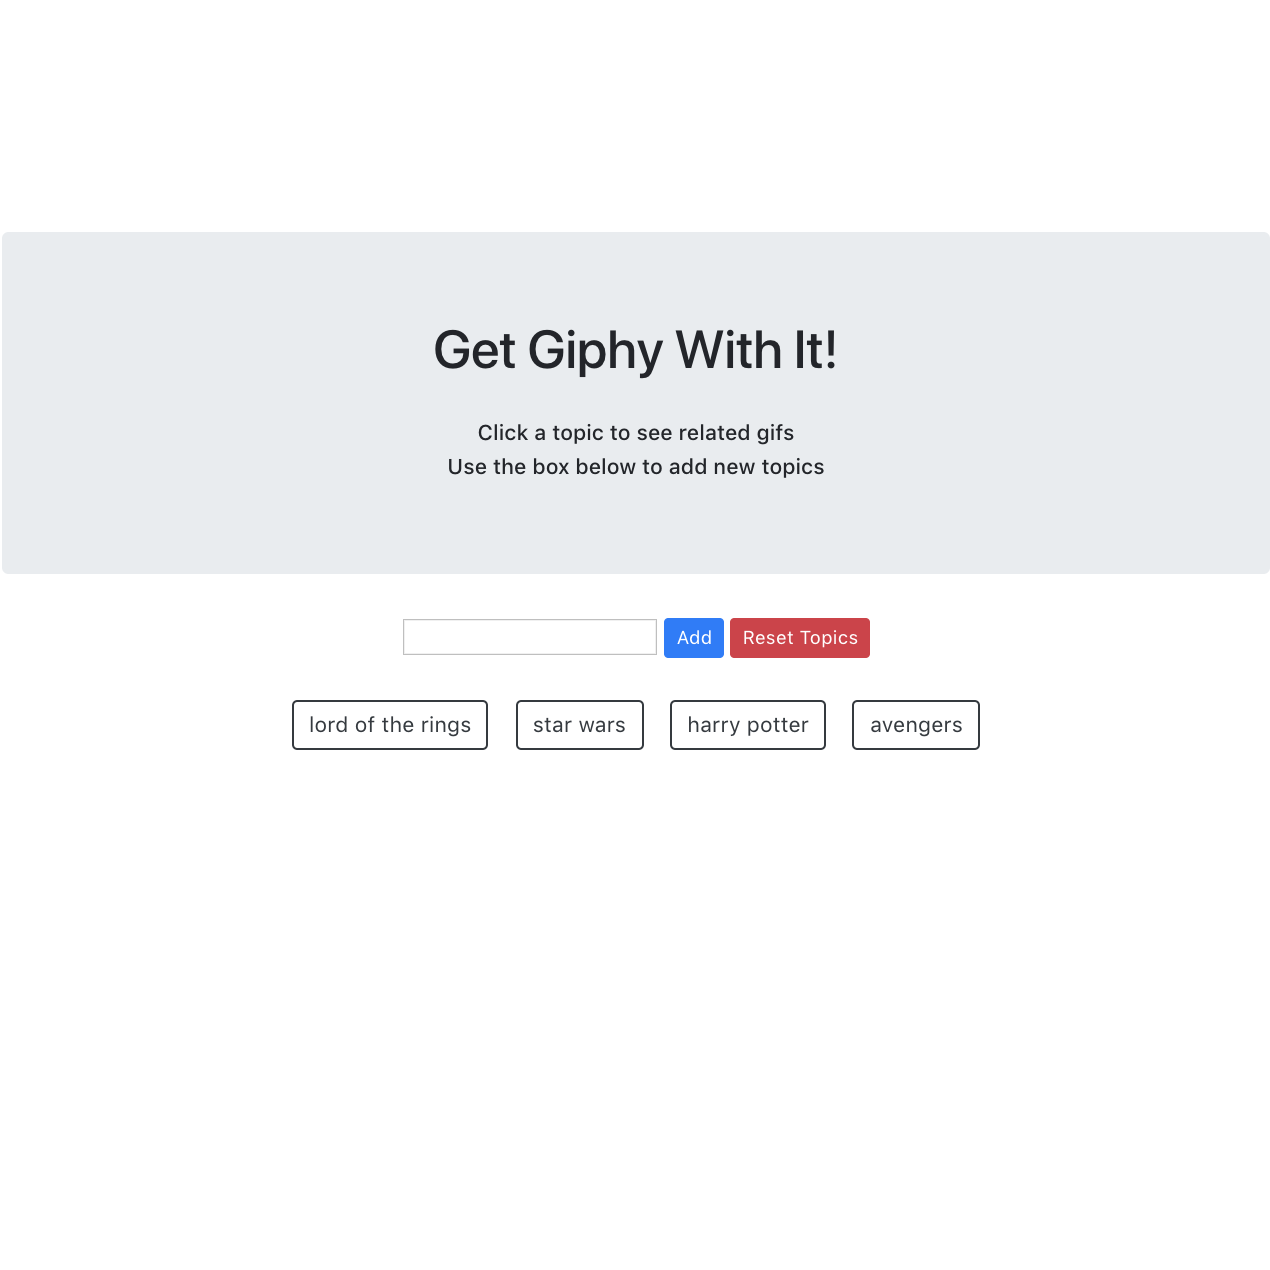 Get Giphy With It!
Click a topic to see related gifs
Use the box below to add new topics
Add Reset Topics
lord of the rings star wars harry potter avengers